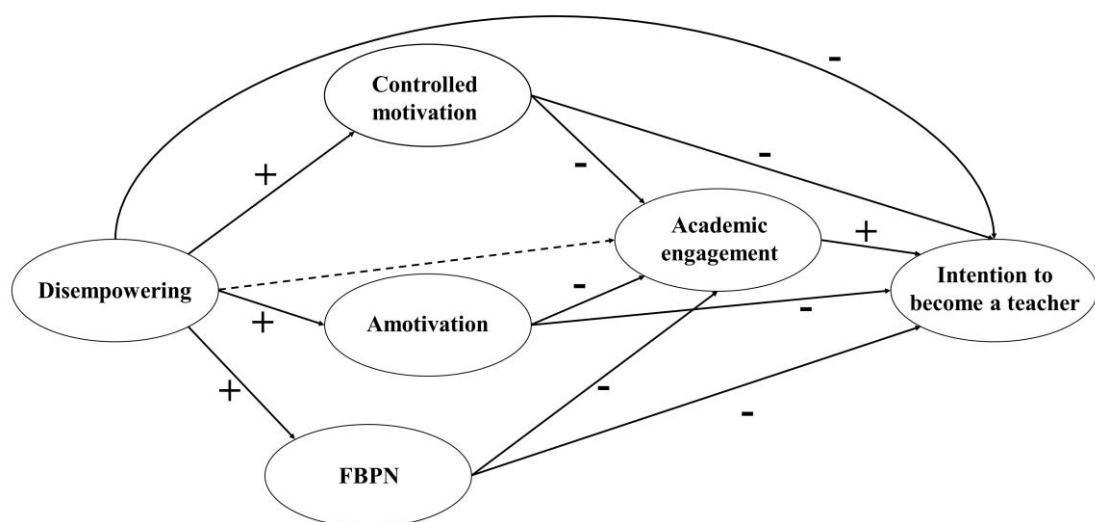 -
Controlled
motivation
+
-
-
Academic
engagement
+
Disempowering
Intention to
become a teacher
+
Amotivation
-
-
+
-
-
FBPN